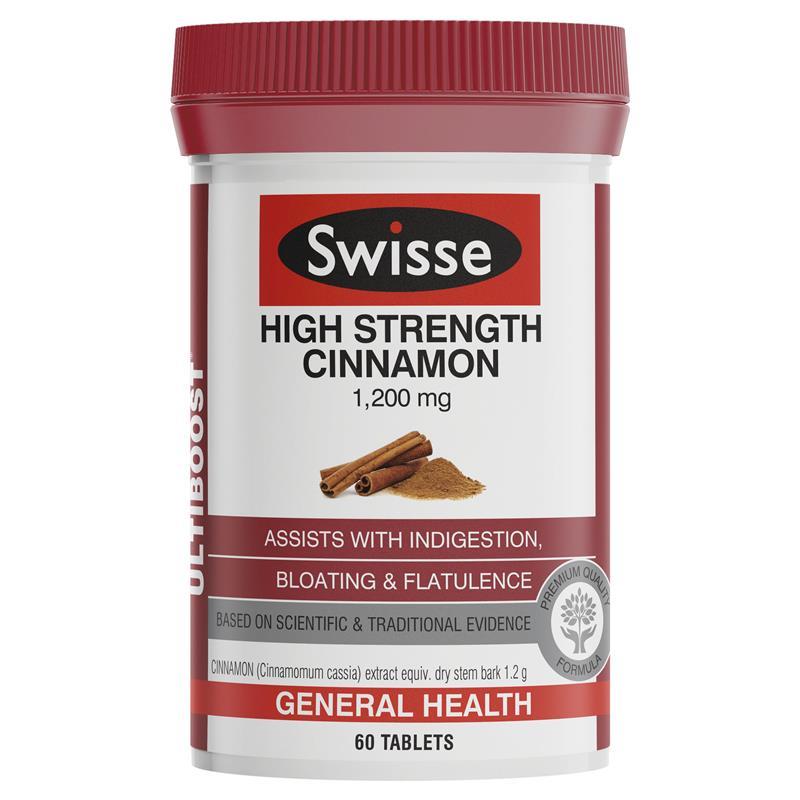 Swisse
HIGH STRENGTH
CINNAMON
1,200 mg
ULTIBOOST
ASSISTS WITH INDIGESTION,
BLOATING & FLATULENCE
BASED ON SCIENTIFIC & TRADITIONAL EVIDENCE
PREMIUM QUALITY
FORMULA
CINNAMON (Cinnamomum cassia) extract equiv. dry stem bark 1.2 g
GENERAL HEALTH
60 TABLETS